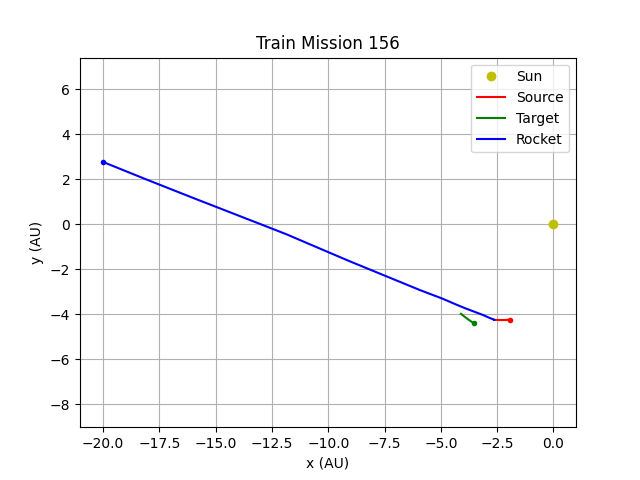 Train Mission 156
Sun
Source
Target
Rocket
y (AU)
6
4
2
0
−2
−4
−6
−8
−20.0 −17.5 −15.0 −12.5 −10.0 −7.5 −5.0 −2.5 0.0
x (AU)